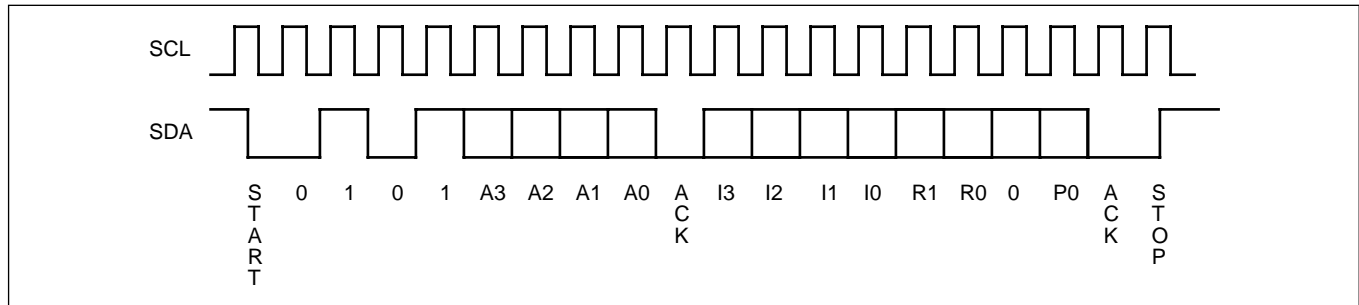 SCL
SDA
START 0 1 0 1 A3 A2 A1 A0 ACK I3 I2 I1 I0 R1 R0 0 P0 ACK STOP